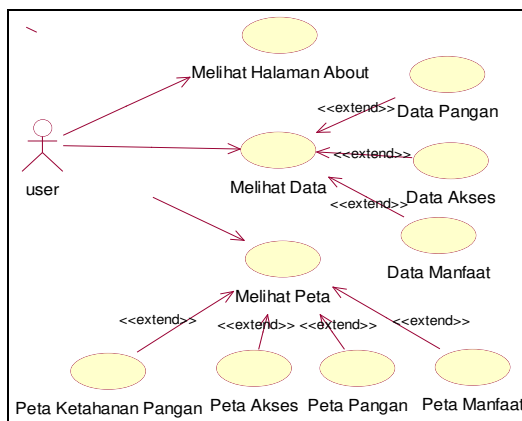 Melihat Halaman About
<<extend>>
Data Pangan
user
Melihat Data
<<extend>>
Data Akses
<<extend>>
Data Manfaat
Melihat Peta
<<extend>>
<<extend>>
<<extend>>
<<extend>>
Peta Ketahanan Pangan
Peta Akses
Peta Pangan
Peta Manfaat